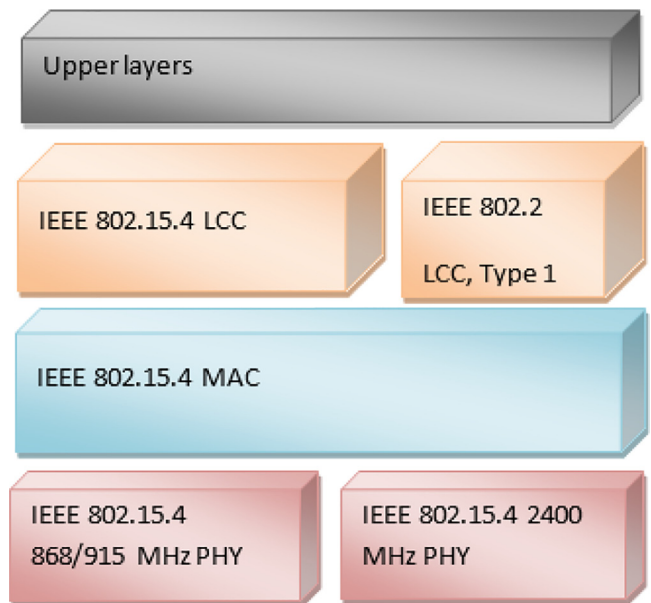 Upper layers
IEEE 802.15.4 LCC
IEEE 802.2
LCC, Type 1
IEEE 802.15.4 MAC
IEEE 802.15.4
868/915 MHz PHY
IEEE 802.15.4 2400
MHz PHY